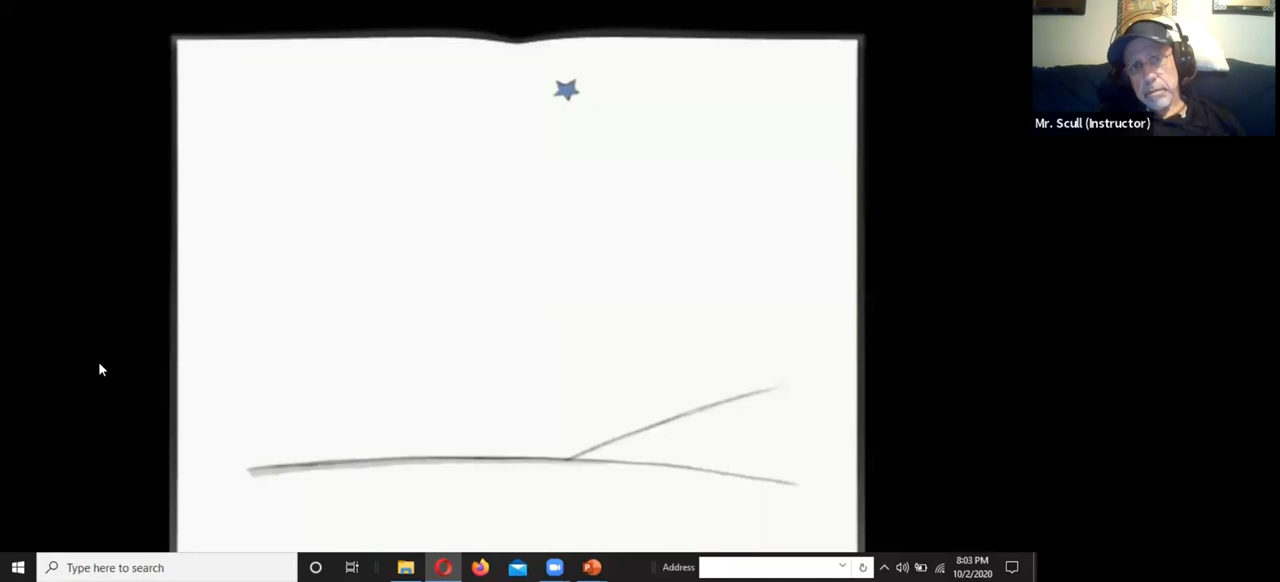 Mr. Scull (Instructor)
Type here to search
Address
8:03 PM
10/2/2020